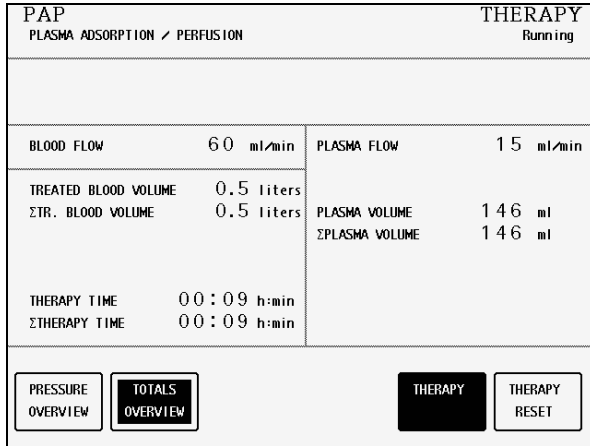 PAP THERAPY
PLASMA ADSORPTION / PERFUSION Running
BLOOD FLOW 60 ml/min PLASMA FLOW 15 ml/min
TREATED BLOOD VOLUME 0.5 liters
ΣTR. BLOOD VOLUME 0.5 liters PLASMA VOLUME 146 ml
ΣPLASMA VOLUME 146 ml
THERAPY TIME 00:09 h:min
ΣTHERAPY TIME 00:09 h:min
PRESSURE OVERVIEW
TOTALS OVERVIEW
THERAPY
THERAPY RESET